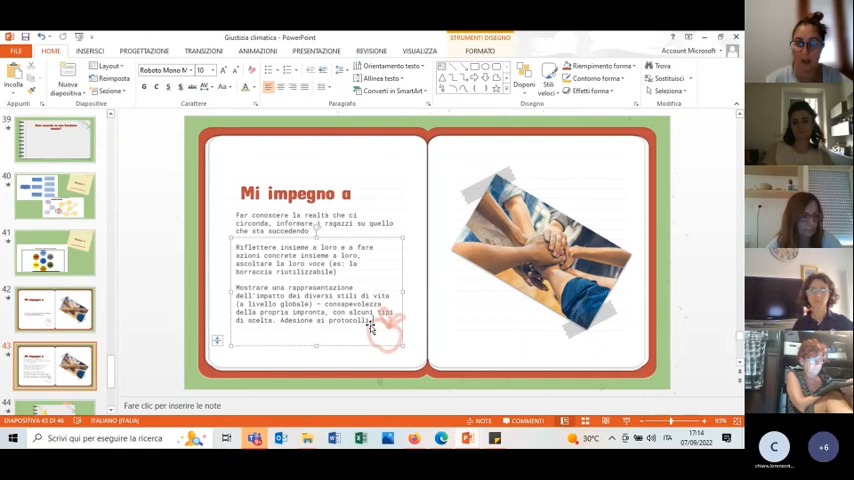 Giustizia climatica - PowerPoint
STRUMENTI DISEGNO
FILE HOME INSERISCI PROGETTAZIONE TRANSIZIONI ANIMAZIONI PRESENTAZIONE REVISIONE VISUALIZZA FORMATO
Account Microsoft
Incolla
Nuova diapositiva
Layout
Reimposta
Sezione
Roboto Mono M 10
G C S S
Aa
A
Orientamento testo
Allinea testo
Converti in SmartArt
Disponi
Stili veloci
Riempimento forma
Contorno forma
Effetti forma
Trova
Sostituisci
Seleziona
Appunti
Diapositive
Carattere
Paragrafo
Disegno
Modifica
39
40
41
42
43
44
Mi impegno a
Far conoscere la realtà che ci
circonda, informare i ragazzi su quello
che sta succedendo
Riflettere insieme a loro e a fare
azioni concrete insieme a loro,
ascoltare la loro voce (es: la
borraccia riutilizzabile)
Mostrare una rappresentazione
dell'impatto dei diversi stili di vita
(a livello globale) – consapevolezza
della propria impronta, con alcuni tipi
di scelta. Adesione ai protocolli
Fare clic per inserire le note
DIAPOSITIVA 43 DI 46
ITALIANO (ITALIA)
NOTE
COMMENTI
93%
Scrivi qui per eseguire la ricerca
30°C
ITA
17:14
07/09/2022
C
+6